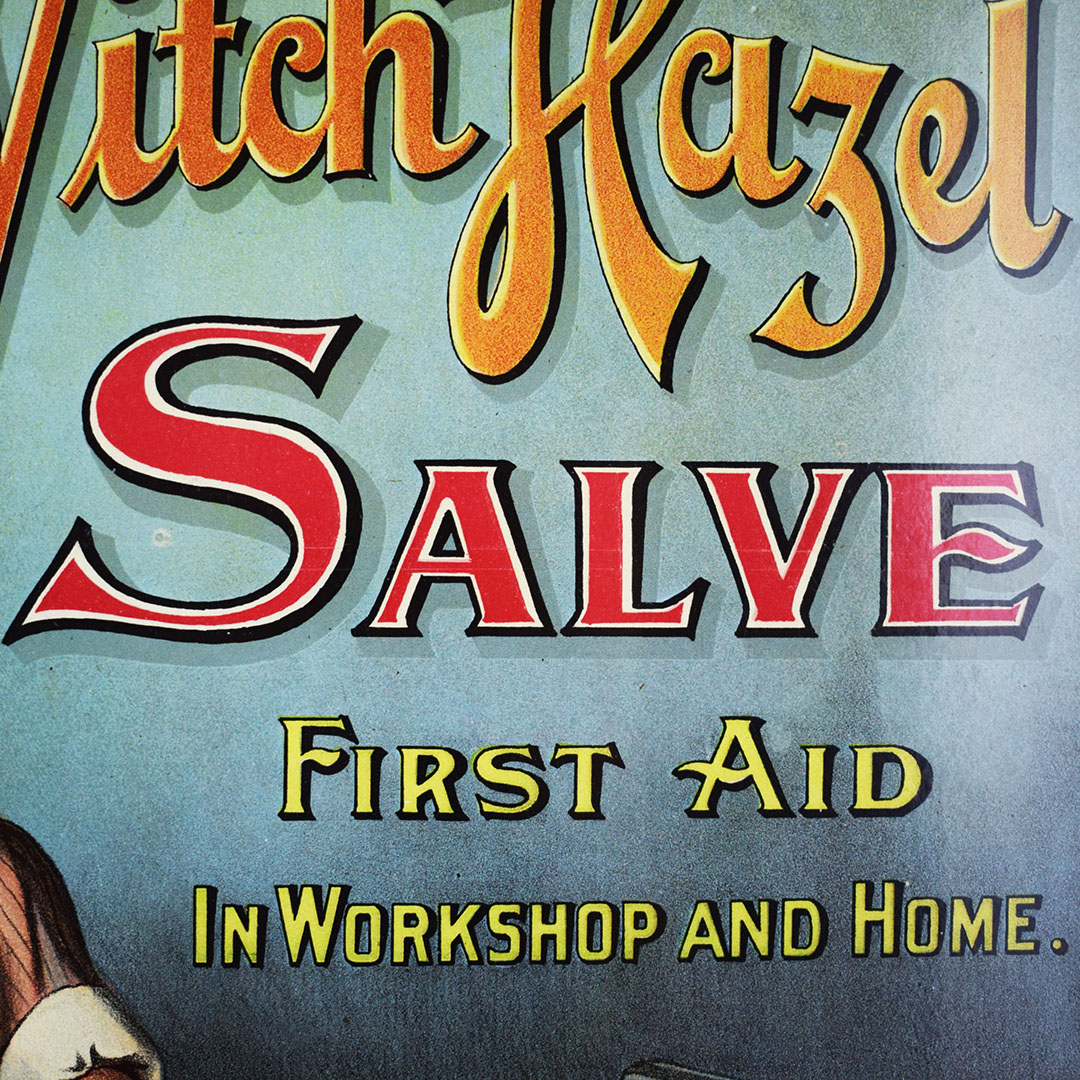 Witch Hazel
SALVE
FIRST AID
IN WORKSHOP AND HOME.